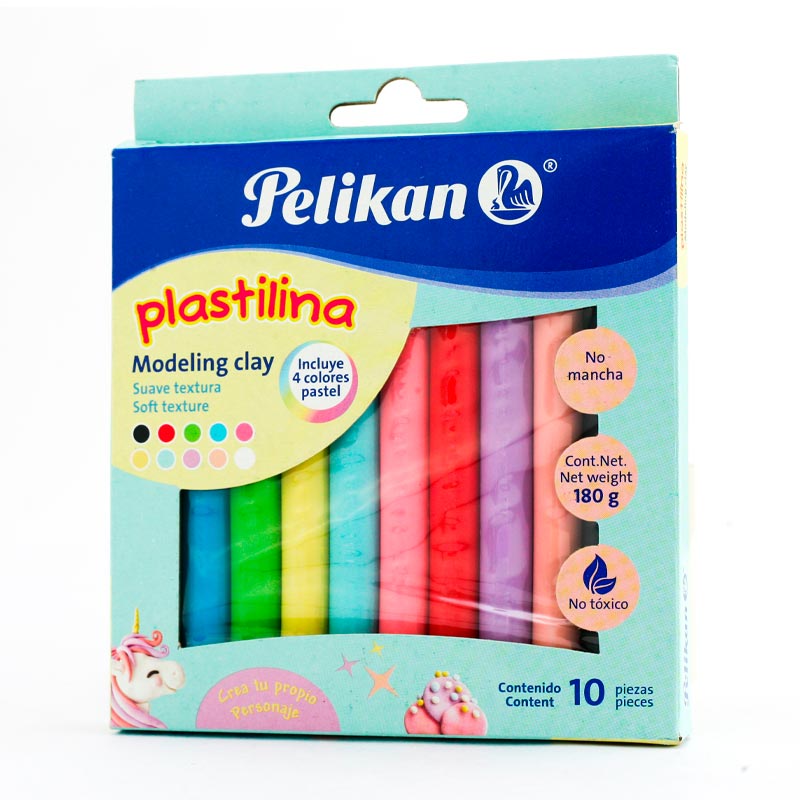 Pelikan ®
plastilina
Modeling clay
Suave textura
Soft texture
Incluye
4 colores
pastel
No
mancha
Cont.Net.
Net weight
180 g
No tóxico
Crea tu propio
Personaje
Contenido 10 piezas
Content pieces
Pelikan